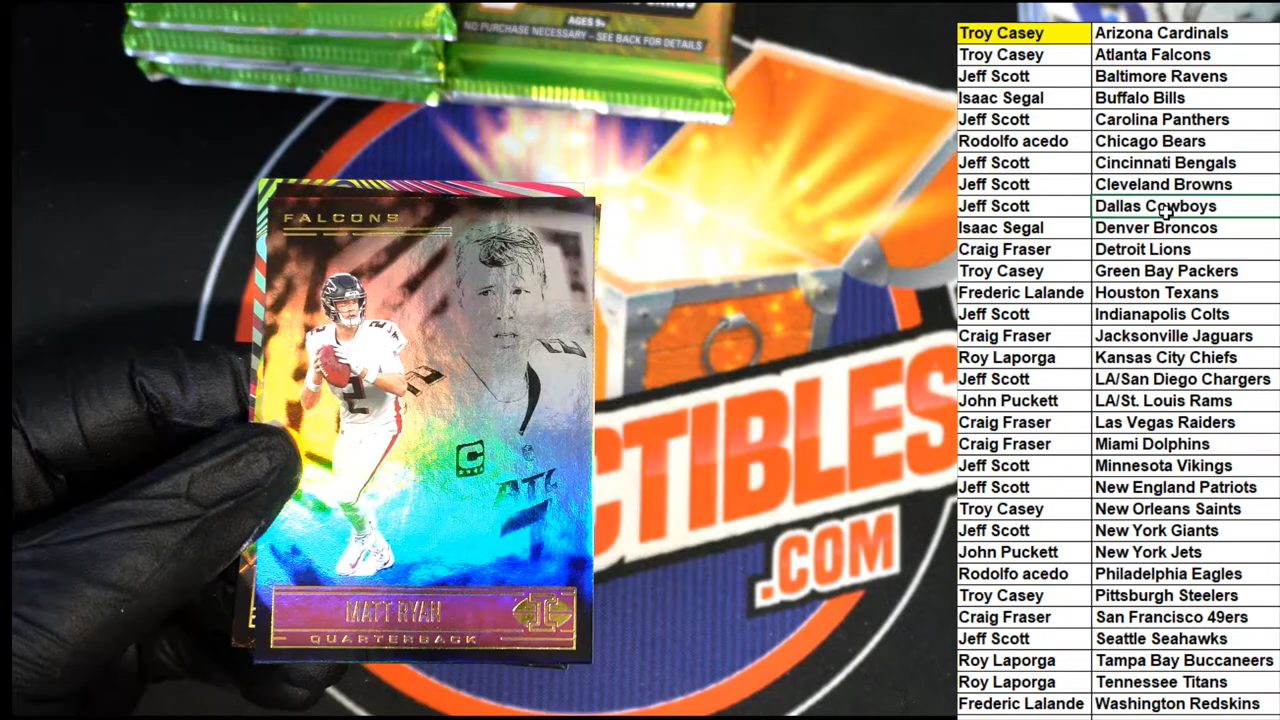 AGES 9+
NO PURCHASE NECESSARY – SEE BACK FOR DETAILS
FALCONS
2
2
C
ATL
MATT RYAN
QUARTERBACK
CTIBLES
.COM
Troy Casey Arizona Cardinals
Troy Casey Atlanta Falcons
Jeff Scott Baltimore Ravens
Isaac Segal Buffalo Bills
Jeff Scott Carolina Panthers
Rodolfo acedo Chicago Bears
Jeff Scott Cincinnati Bengals
Jeff Scott Cleveland Browns
Jeff Scott Dallas Cowboys
Isaac Segal Denver Broncos
Craig Fraser Detroit Lions
Troy Casey Green Bay Packers
Frederic Lalande Houston Texans
Jeff Scott Indianapolis Colts
Craig Fraser Jacksonville Jaguars
Roy Laporga Kansas City Chiefs
Jeff Scott LA/San Diego Chargers
John Puckett LA/St. Louis Rams
Craig Fraser Las Vegas Raiders
Craig Fraser Miami Dolphins
Jeff Scott Minnesota Vikings
Jeff Scott New England Patriots
Troy Casey New Orleans Saints
Jeff Scott New York Giants
John Puckett New York Jets
Rodolfo acedo Philadelphia Eagles
Troy Casey Pittsburgh Steelers
Craig Fraser San Francisco 49ers
Jeff Scott Seattle Seahawks
Roy Laporga Tampa Bay Buccaneers
Roy Laporga Tennessee Titans
Frederic Lalande Washington Redskins